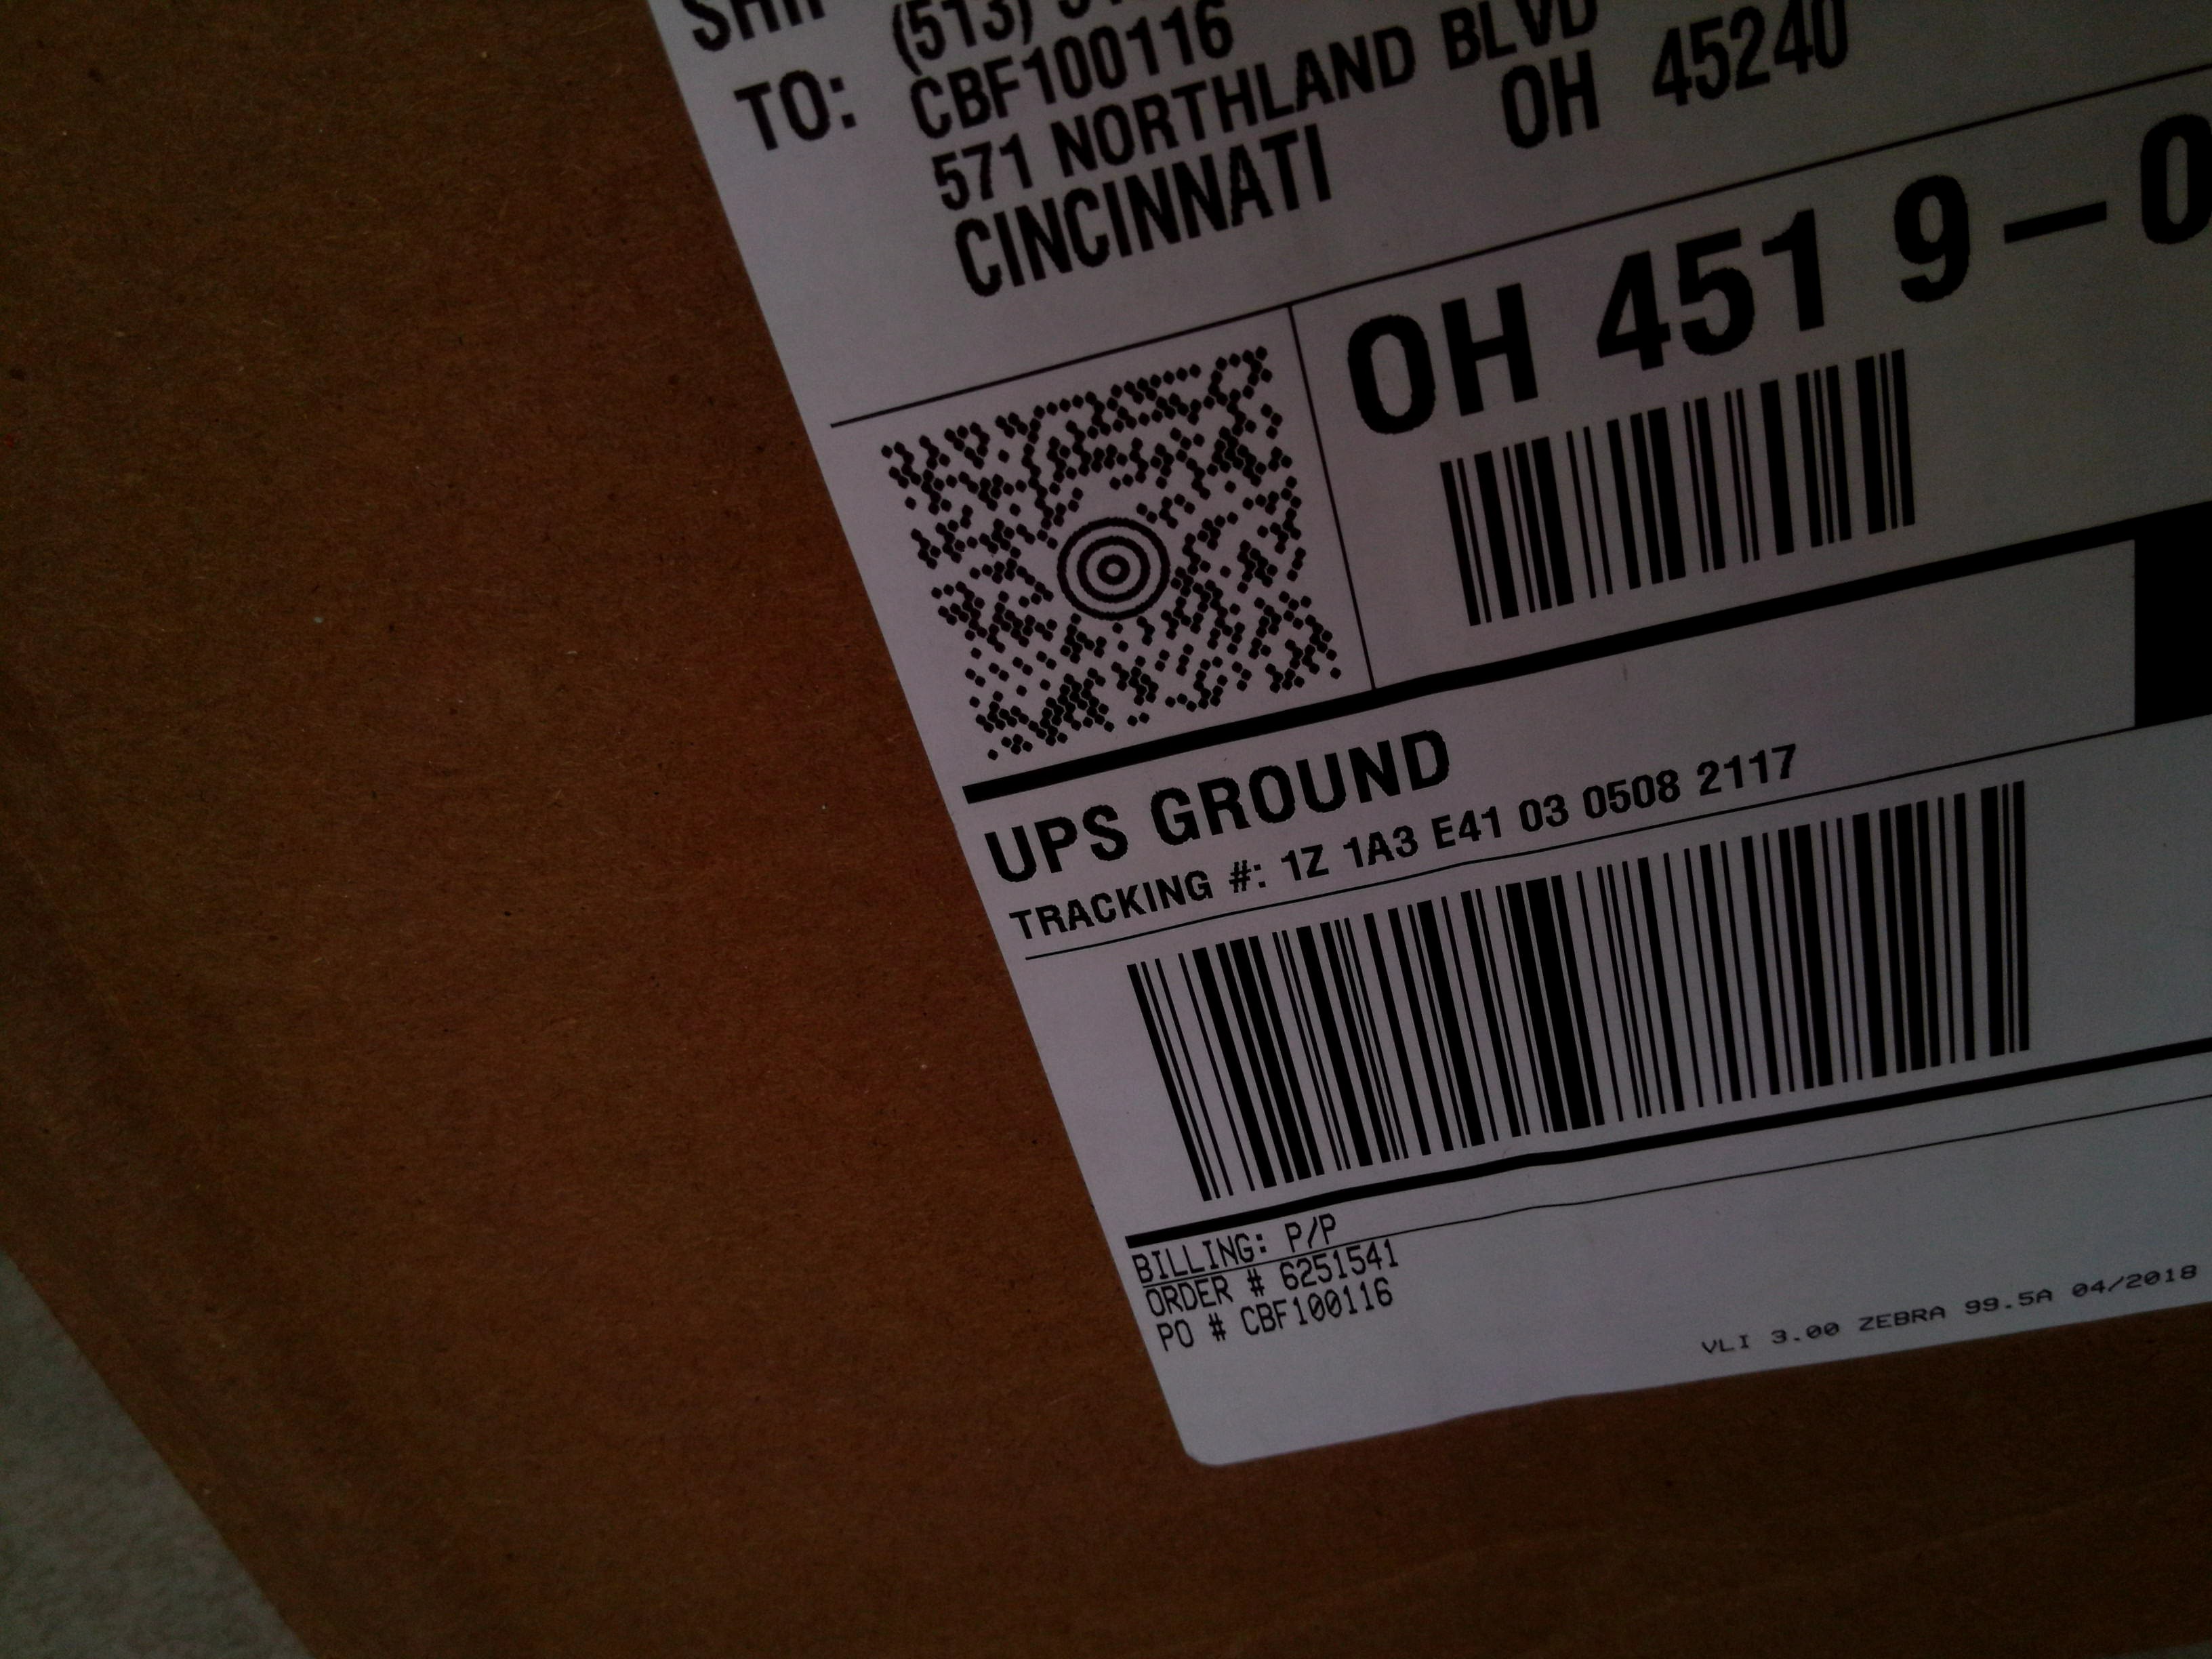 SHIP
TO:
(513)
CBF100116
571 NORTHLAND BLVD
CINCINNATI OH 45240
OH 451 9-0
UPS GROUND
TRACKING #: 1Z 1A3 E41 03 0508 2117
BILLING: P/P
ORDER # 6251541
PO # CBF100116
VLI 3.00 ZEBRA 99.5A 04/2018